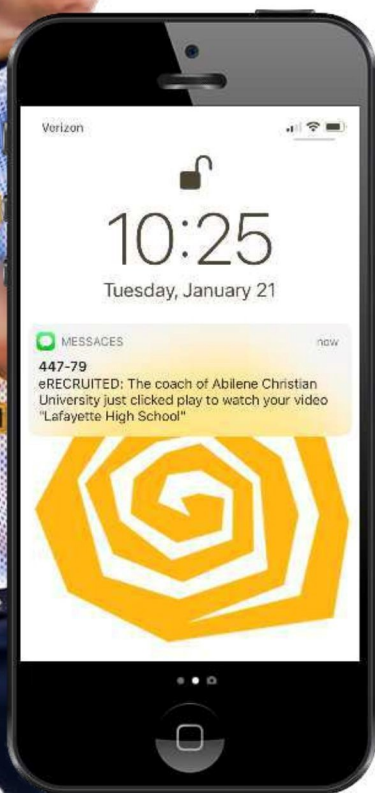 Verizon
10:25
Tuesday, January 21
MESSAGES now
447-79
eRECRUITED: The coach of Abilene Christian
University just clicked play to watch your video
"Lafayette High School"